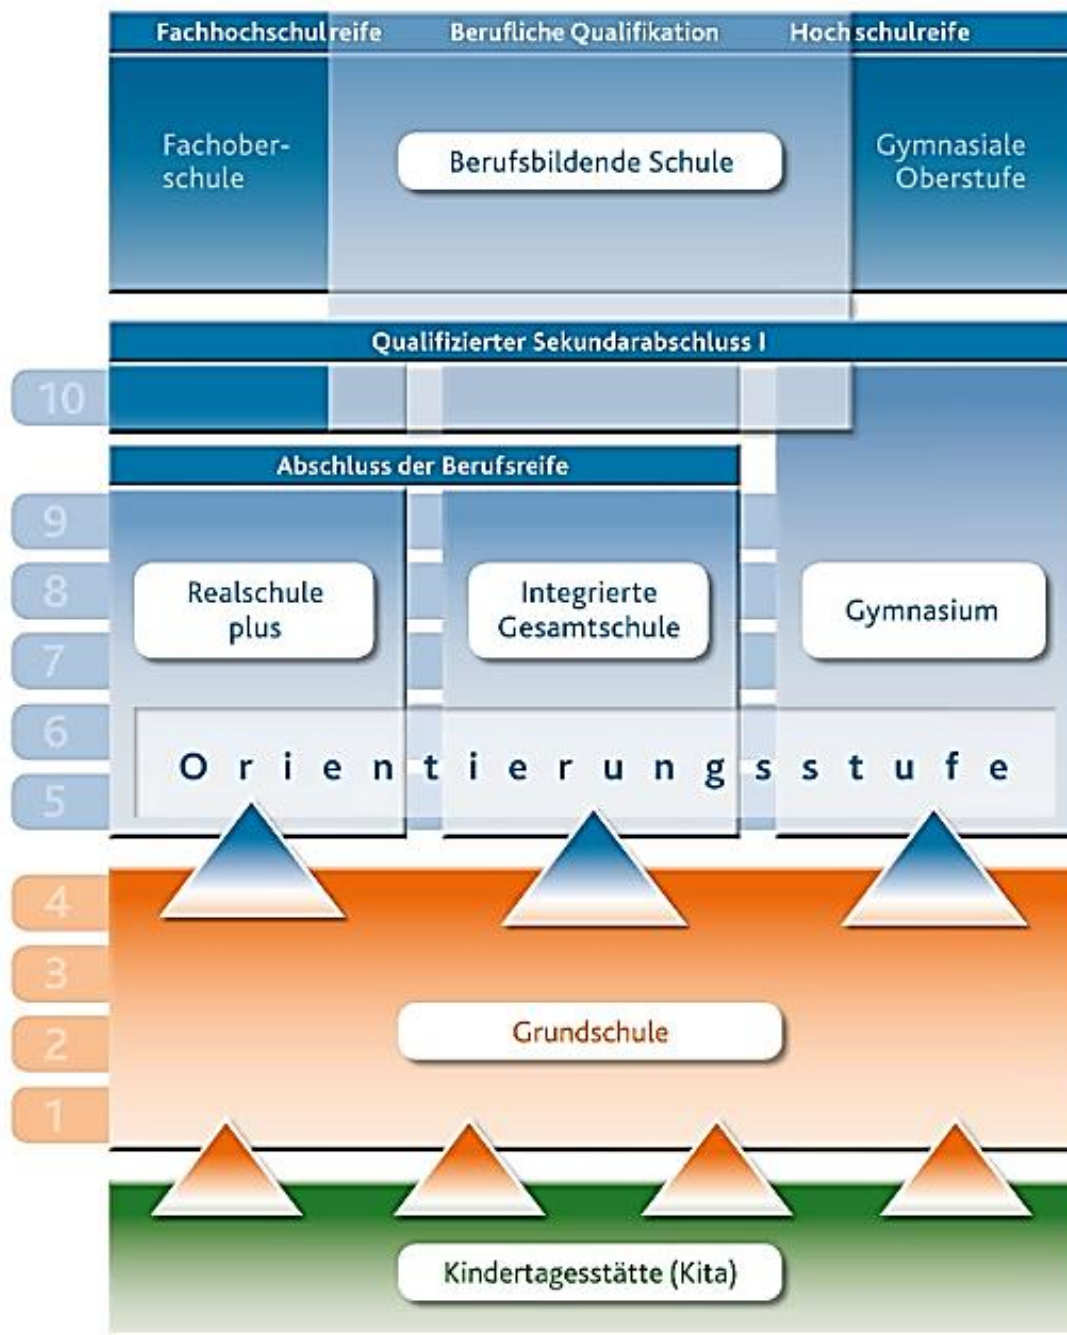 Fachhochschulreife Berufliche Qualifikation Hochschulreife
Fachober-
schule
Berufsbildende Schule
Gymnasiale
Oberstufe
Qualifizierter Sekundarabschluss I
10
Abschluss der Berufsreife
9
8
7
6
5
Realschule
plus
Integrierte
Gesamtschule
Gymnasium
Orientierungsstufe
4
3
2
1
Grundschule
Kindertagesstätte (Kita)